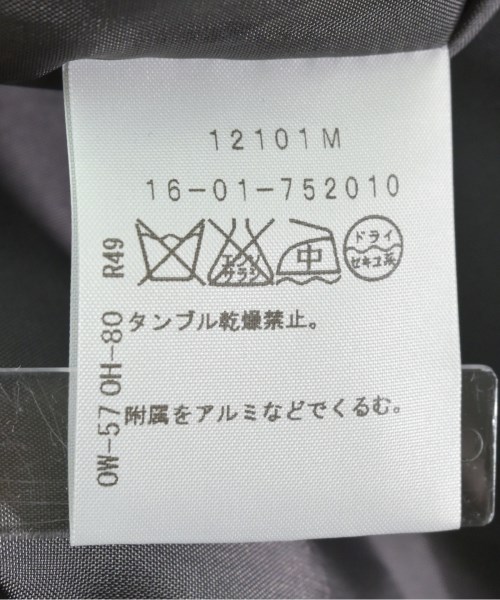 12101M
16-01-752010
エンソ
サラシ
中
ドライ
セキユ系
タンブル乾燥禁止。
附属をアルミなどでくるむ。
OW-57 OH-80 R49